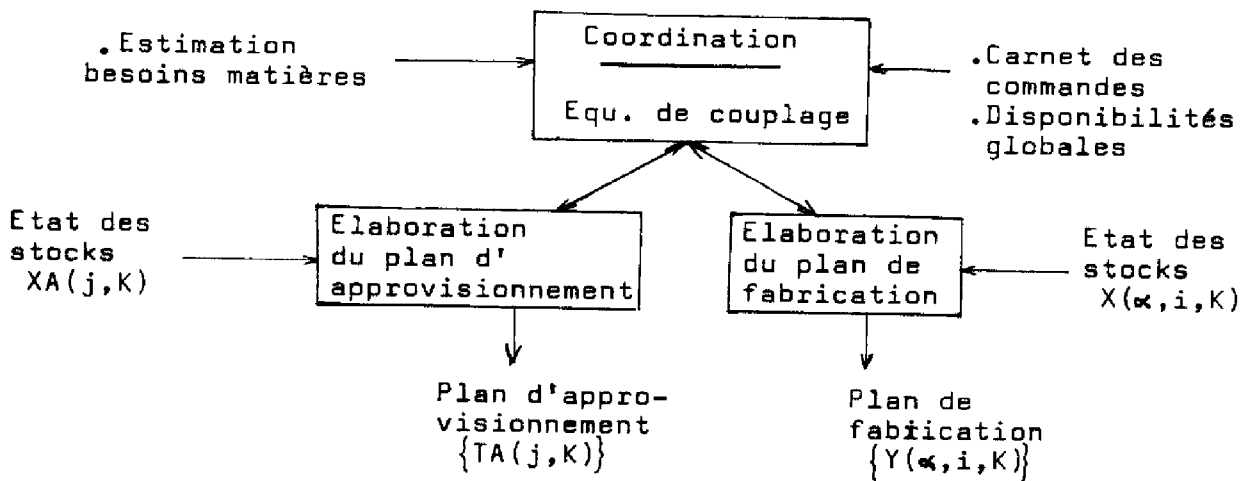 Coordination
Equ. de couplage
.Estimation
besoins matières
.Carnet des
commandes
.Disponibilités
globales
Etat des
stocks
XA(j,K)
Elaboration
du plan d'
approvisionnement
Elaboration
du plan de
fabrication
Etat des
stocks
X(α,i,K)
Plan d'appro-
visionnement
{TA(j,K)}
Plan de
fabrication
{Y(α,i,K)}